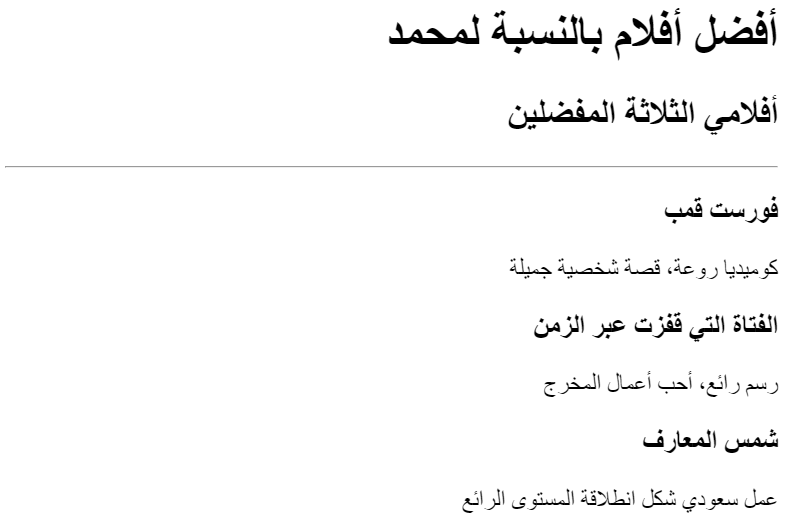 أفضل أفلام بالنسبة لمحمد
أفلامي الثلاثة المفضلين
فورست قمب
كوميديا روعة، قصة شخصية جميلة
الفتاة التي قفزت عبر الزمن
رسم رائع، أحب أعمال المخرج
شمس المعارف
عمل سعودي شكل انطلاقة المستوى الرائع